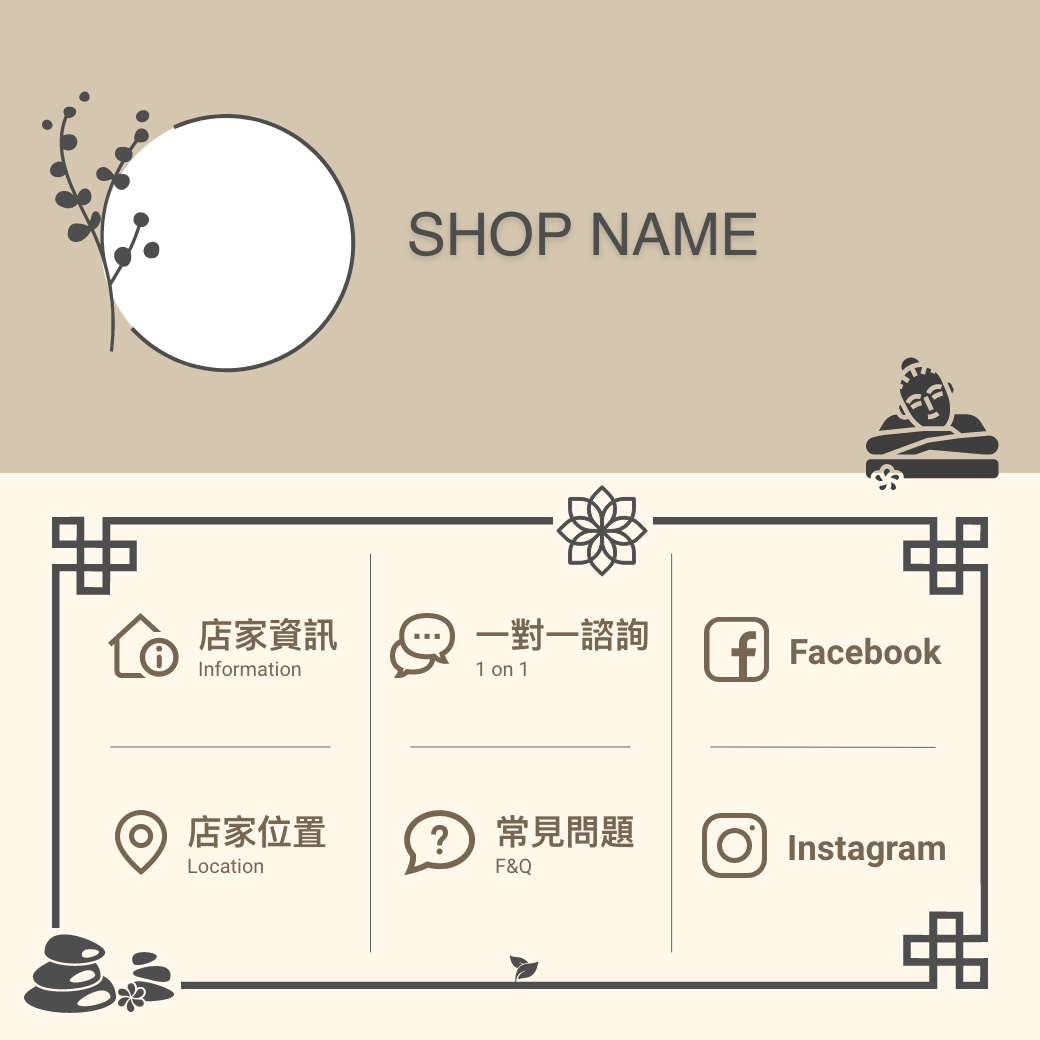 SHOP NAME
店家資訊
Information
一對一諮詢
1 on 1
Facebook
店家位置
Location
常見問題
F&Q
Instagram